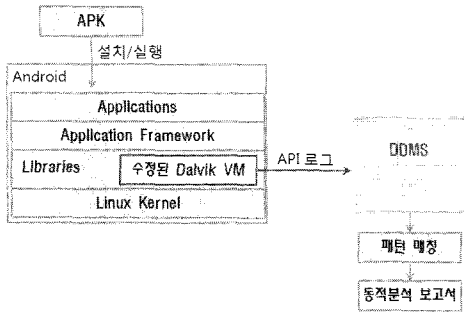 APK
설치/실행
Android
Applications
Application Framework
Libraries
수정된 Dalvik VM
API 로그
DDMS
Linux Kernel
패턴 매칭
동적분석 보고서